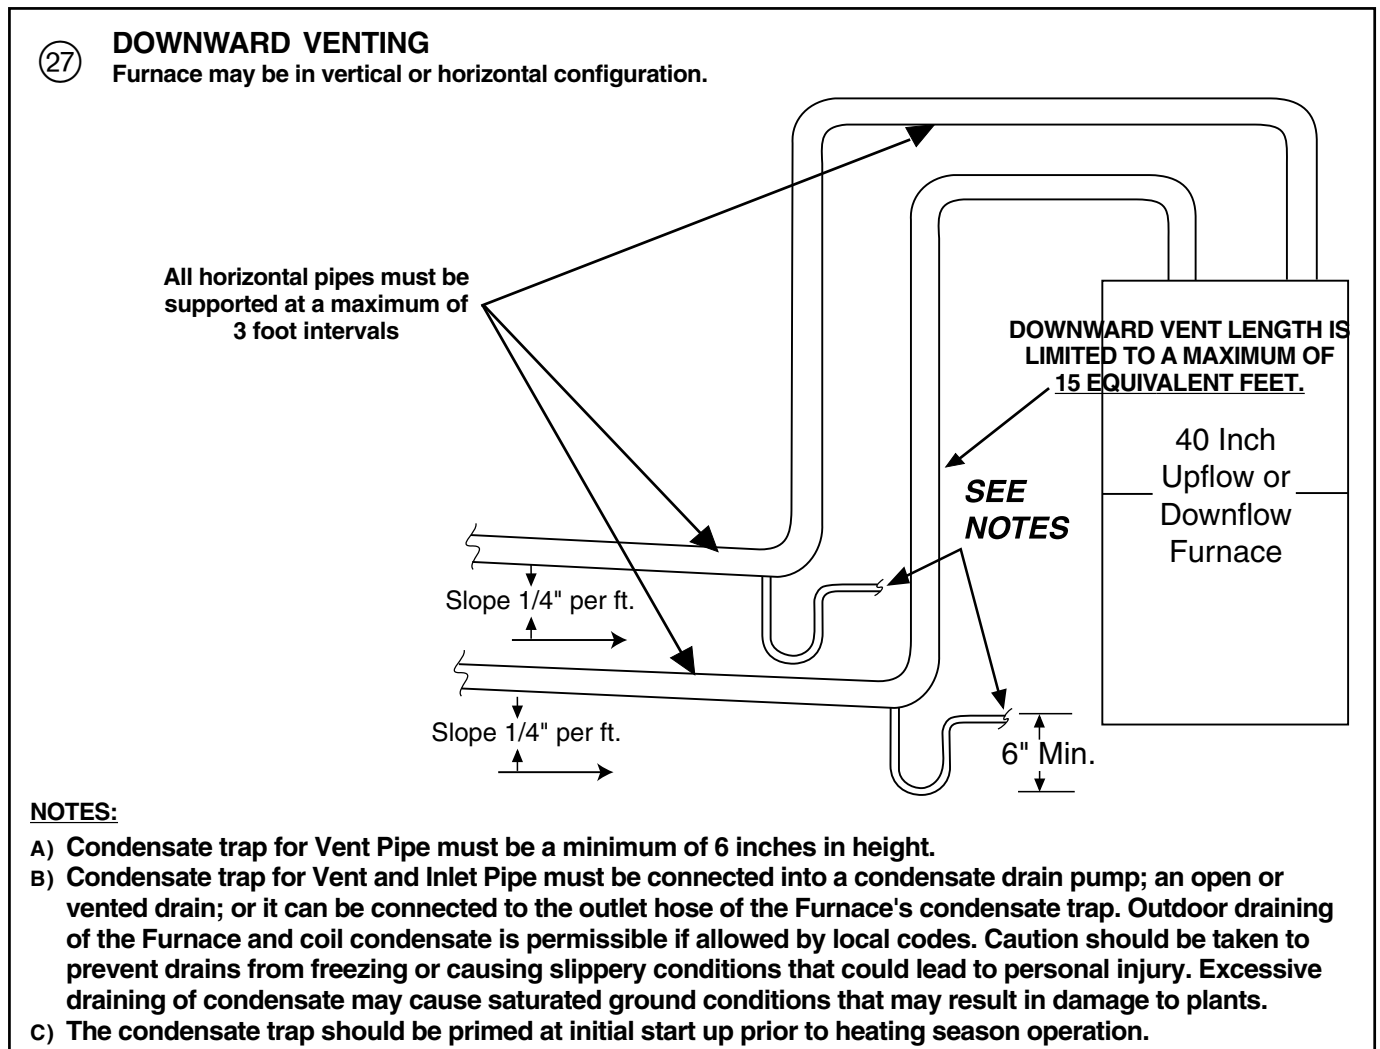 27
DOWNWARD VENTING
Furnace may be in vertical or horizontal configuration.
All horizontal pipes must be
supported at a maximum of
3 foot intervals
DOWNWARD VENT LENGTH IS
LIMITED TO A MAXIMUM OF
15 EQUIVALENT FEET.
40 Inch
Upflow or
Downflow
Furnace
SEE
NOTES
Slope 1/4" per ft.
Slope 1/4" per ft.
6" Min.
NOTES:
A) Condensate trap for Vent Pipe must be a minimum of 6 inches in height.
B) Condensate trap for Vent and Inlet Pipe must be connected into a condensate drain pump; an open or
vented drain; or it can be connected to the outlet hose of the Furnace's condensate trap. Outdoor draining
of the Furnace and coil condensate is permissible if allowed by local codes. Caution should be taken to
prevent drains from freezing or causing slippery conditions that could lead to personal injury. Excessive
draining of condensate may cause saturated ground conditions that may result in damage to plants.
C) The condensate trap should be primed at initial start up prior to heating season operation.